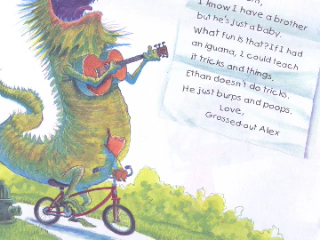 I know I have a brother
but he's just a baby.
What fun is that? If I had
an iguana, I could teach
it tricks and things.
Ethan doesn't do tricks.
He just burps and poops.
Love,
Grossed-out Alex